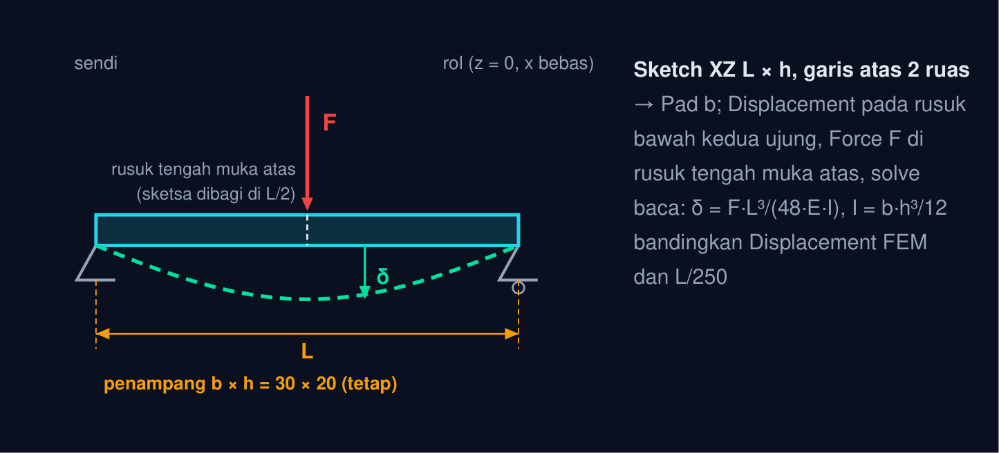 sendi
rol (z = 0, x bebas)
F
rusuk tengah muka atas
(sketsa dibagi di L/2)
δ
L
penampang b × h = 30 × 20 (tetap)
Sketch XZ L × h, garis atas 2 ruas
→ Pad b; Displacement pada rusuk
bawah kedua ujung, Force F di
rusuk tengah muka atas, solve
baca: δ = F·L³/(48·E·I), I = b·h³/12
bandingkan Displacement FEM
dan L/250